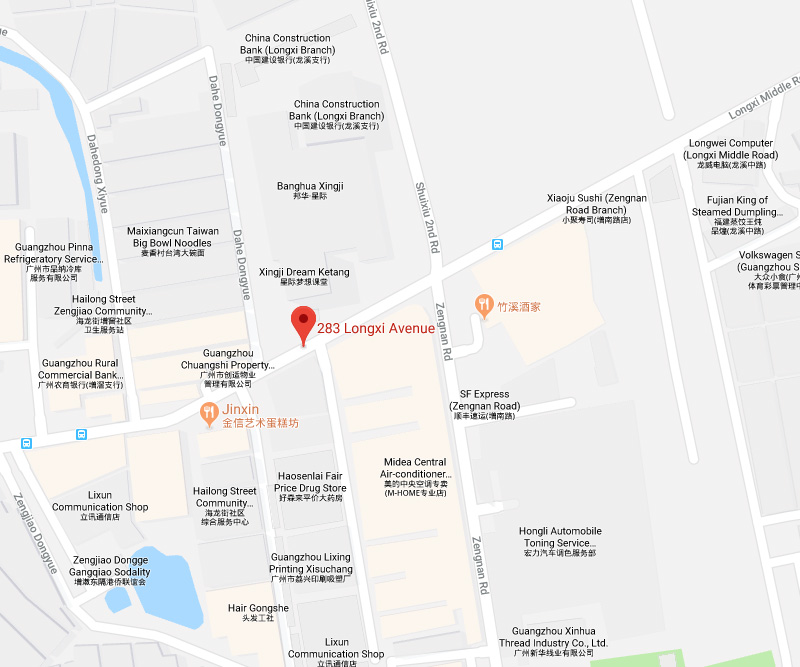 Shuixiu 2nd Rd
China Construction
Bank (Longxi Branch)
中国建设银行(龙溪支行)
Dahe Dongyue
China Construction
Bank (Longxi Branch)
中国建设银行(龙溪支行)
Longxi Middle Rd
Dahedong Xiyue
Longwei Computer
(Longxi Middle Road)
龙威电脑(龙溪中路)
Banghua Xingji
邦华·星际
Shuixiu 2nd Rd
Xiaoju Sushi (Zengnan
Road Branch)
小聚寿司(增南路店)
Fujian King of
Steamed Dumpling...
福建蒸饺王炖
品煌(龙溪中路)
Maixiangcun Taiwan
Big Bowl Noodles
麦香村台湾大碗面
Dahe Dongyue
Guangzhou Pinna
Refrigeratory Service...
广州市品纳冷库
服务有限公司
Volkswagen S
(Guangzhou S
大众小食(广州
体育彩票管理中
Xingji Dream Ketang
星际梦想课堂
Hailong Street
Zengjiao Community...
海龙街增滘社区
卫生服务站
竹溪酒家
283 Longxi Avenue
Zengnan Rd
Guangzhou Rural
Commercial Bank...
广州农商银行(增滘支行)
Guangzhou
Chuangshi Property...
广州市创造物业
管理有限公司
SF Express
(Zengnan Road)
顺丰速运(增南路)
Jinxin
金信艺术蛋糕坊
Midea Central
Air-conditioner...
美的中央空调专卖
(M-HOME专业店)
Lixun
Communication Shop
立讯通信店
Hailong Street
Community...
海龙街社区
综合服务中心
Haosenlai Fair
Price Drug Store
好森来平价大药房
Zengjiao Dongyue
Hongli Automobile
Toning Service...
宏力汽车调色服务部
Zengnan Rd
Zengjiao Dongge
Gangqiao Sodality
增滘东隔港侨联谊会
Guangzhou Lixing
Printing Xisuchang
广州市荔兴印刷吸塑厂
Hair Gongshe
头发工社
Guangzhou Xinhua
Thread Industry Co., Ltd.
广州新华线业有限公司
Lixun
Communication Shop
立讯通信店